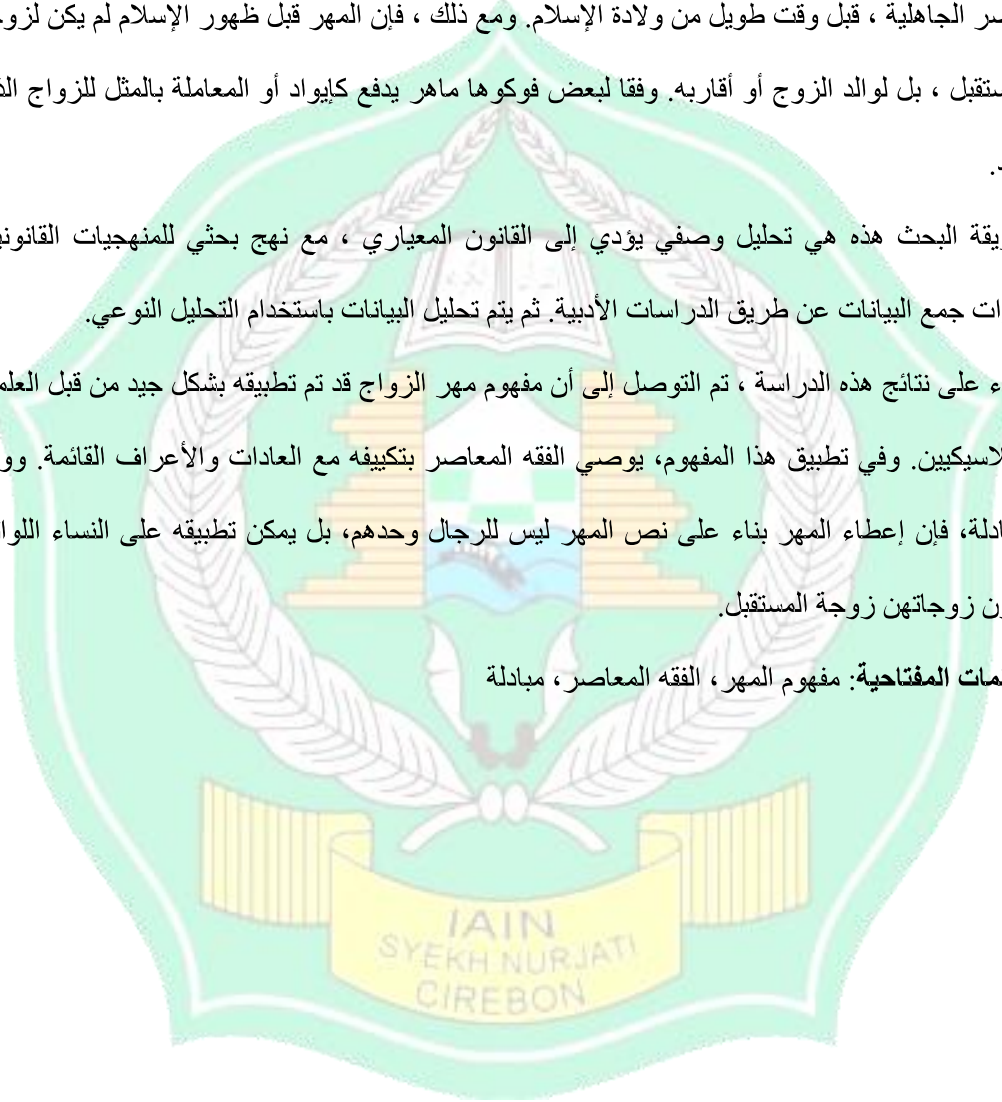 سر الجاهلية ، قبل وقت طويل من ولادة الإسلام. ومع ذلك ، فإن المهر قبل ظهور الإسلام لم يكن لزو
ستقبل ، بل لوالد الزوج أو أقاربه. وفقا لبعض فوكوها ماهر يدفع كإيواد أو المعاملة بالمثل للزواج
يقة البحث هذه هي تحليل وصفي يؤدي إلى القانون المعياري ، مع نهج بحثي للمنهجيات القانوني
ات جمع البيانات عن طريق الدراسات الأدبية. ثم يتم تحليل البيانات باستخدام التحليل النوعي.
ء على نتائج هذه الدراسة ، تم التوصل إلى أن مفهوم مهر الزواج قد تم تطبيقه بشكل جيد من قبل العلم
لاسيكيين. وفي تطبيق هذا المفهوم، يوصي الفقه المعاصر بتكييفه مع العادات والأعراف القائمة. وو
ادلة، فإن إعطاء المهر بناء على نص المهر ليس للرجال وحدهم، بل يمكن تطبيقه على النساء اللوا
ون زوجاتهن زوجة المستقبل.
مات المفتاحية: مفهوم المهر، الفقه المعاصر، مبادلة
IAIN
SYEKH NURJATI
CIREBON